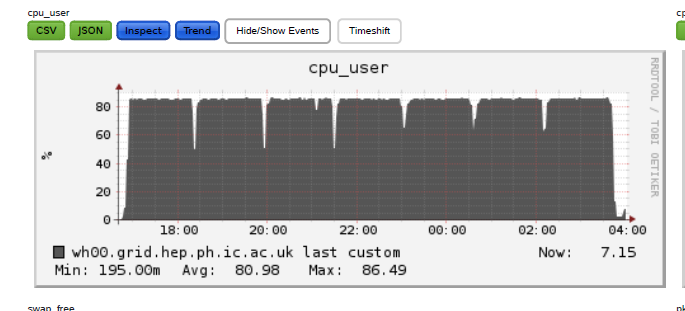 cpu_user
CSV JSON Inspect Trend Hide/Show Events Timeshift
cpu_user
RRDTOOL / TOBI OETIKER
%
80
60
40
20
0
18:00 20:00 22:00 00:00 02:00 04:00
wh00.grid.hep.ph.ic.ac.uk last custom Now: 7.15
Min: 195.00m Avg: 80.98 Max: 86.49
swap_free